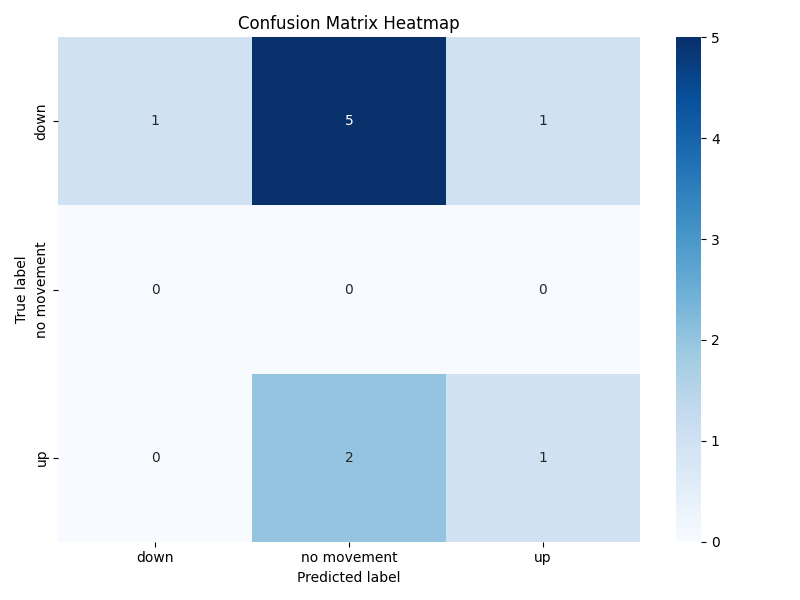 Confusion Matrix Heatmap
5
4
3
2
1
0
True label
down
no movement
up
1 5 1
0 0 0
0 2 1
down no movement up
Predicted label